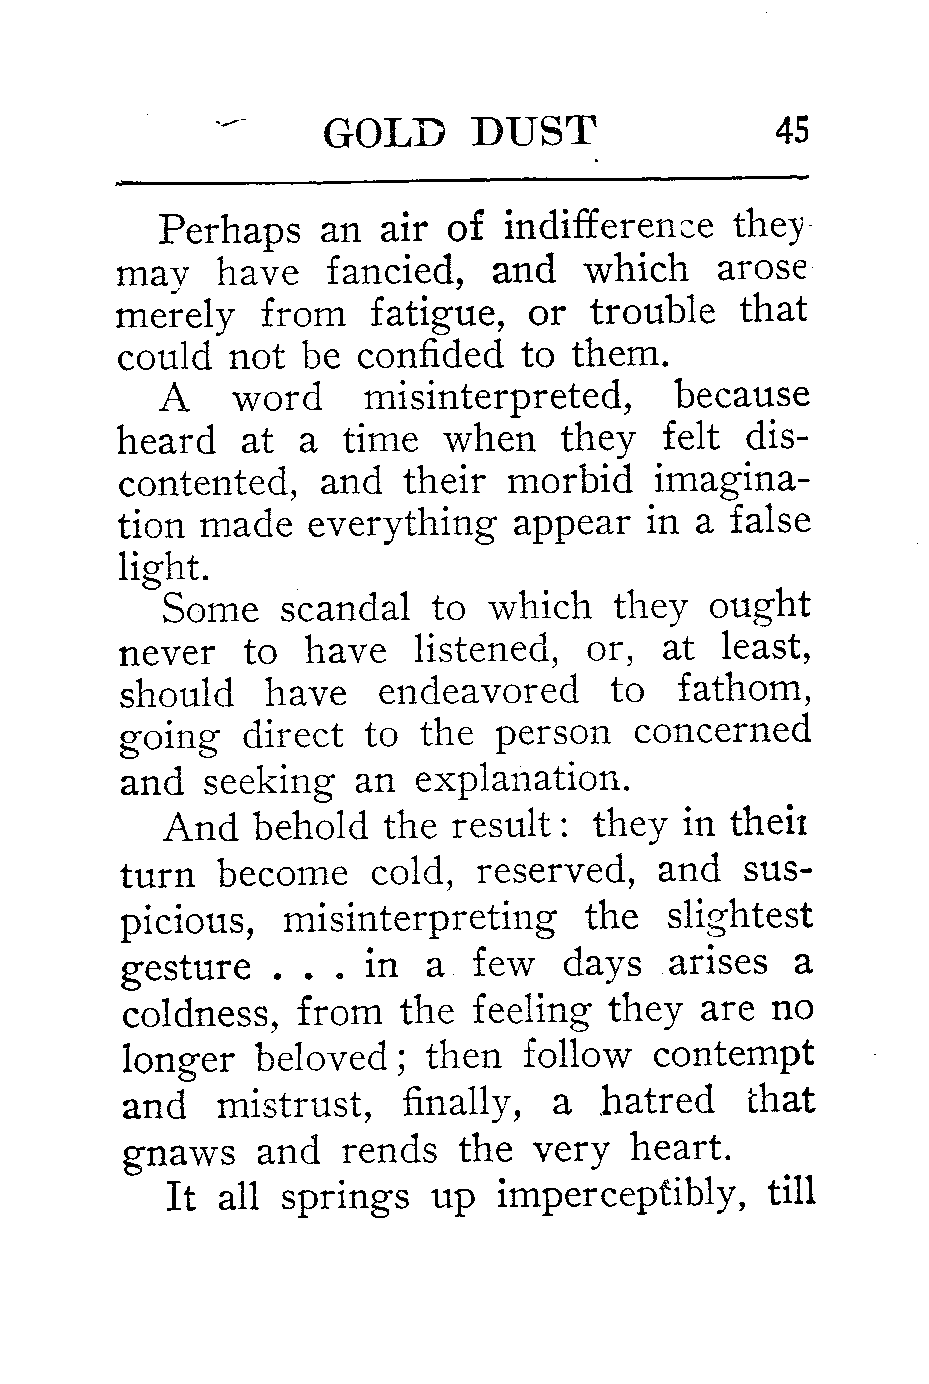 GOLD DUST 45
Perhaps an air of indifference they
may have fancied, and which arose
merely from fatigue, or trouble that
could not be confided to them.
A word misinterpreted, because
heard at a time when they felt dis-
contented, and their morbid imagina-
tion made everything appear in a false
light.
Some scandal to which they ought
never to have listened, or, at least,
should have endeavored to fathom,
going direct to the person concerned
and seeking an explanation.
And behold the result: they in their
turn become cold, reserved, and sus-
picious, misinterpreting the slightest
gesture . . . in a few days arises a
coldness, from the feeling they are no
longer beloved; then follow contempt
and mistrust, finally, a hatred that
gnaws and rends the very heart.
It all springs up imperceptibly, till